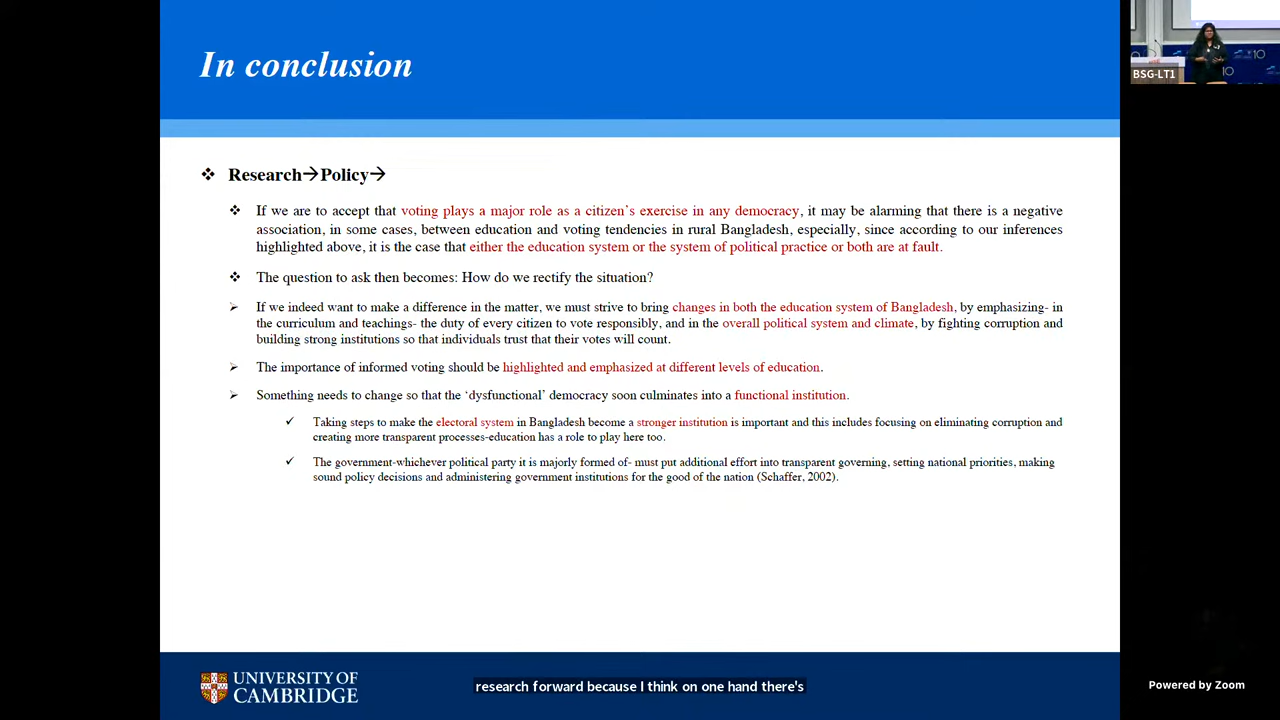 In conclusion
❖ Research→Policy→
❖ If we are to accept that voting plays a major role as a citizen's exercise in any democracy, it may be alarming that there is a negative
association, in some cases, between education and voting tendencies in rural Bangladesh, especially, since according to our inferences
highlighted above, it is the case that either the education system or the system of political practice or both are at fault.
❖ The question to ask then becomes: How do we rectify the situation?
➢ If we indeed want to make a difference in the matter, we must strive to bring changes in both the education system of Bangladesh, by emphasizing- in
the curriculum and teachings- the duty of every citizen to vote responsibly, and in the overall political system and climate, by fighting corruption and
building strong institutions so that individuals trust that their votes will count.
➢ The importance of informed voting should be highlighted and emphasized at different levels of education.
➢ Something needs to change so that the 'dysfunctional' democracy soon culminates into a functional institution.
✓ Taking steps to make the electoral system in Bangladesh become a stronger institution is important and this includes focusing on eliminating corruption and
creating more transparent processes-education has a role to play here too.
✓ The government-whichever political party it is majorly formed of- must put additional effort into transparent governing, setting national priorities, making
sound policy decisions and administering government institutions for the good of the nation (Schaffer, 2002).
UNIVERSITY OF
CAMBRIDGE
research forward because I think on one hand there's
BSG-LT1
10
10
Powered by Zoom